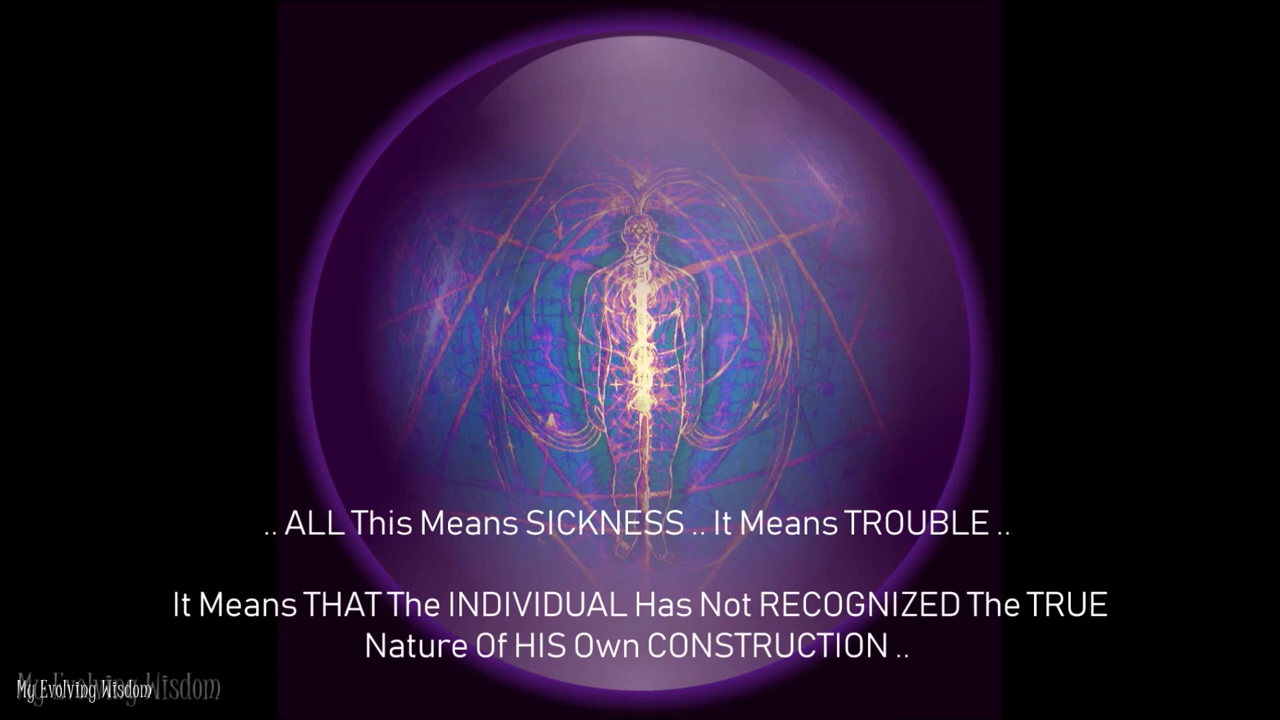 .. ALL This Means SICKNESS .. It Means TROUBLE ..
It Means THAT The INDIVIDUAL Has Not RECOGNIZED The TRUE
Nature Of HIS Own CONSTRUCTION ..
My Evolving Wisdom